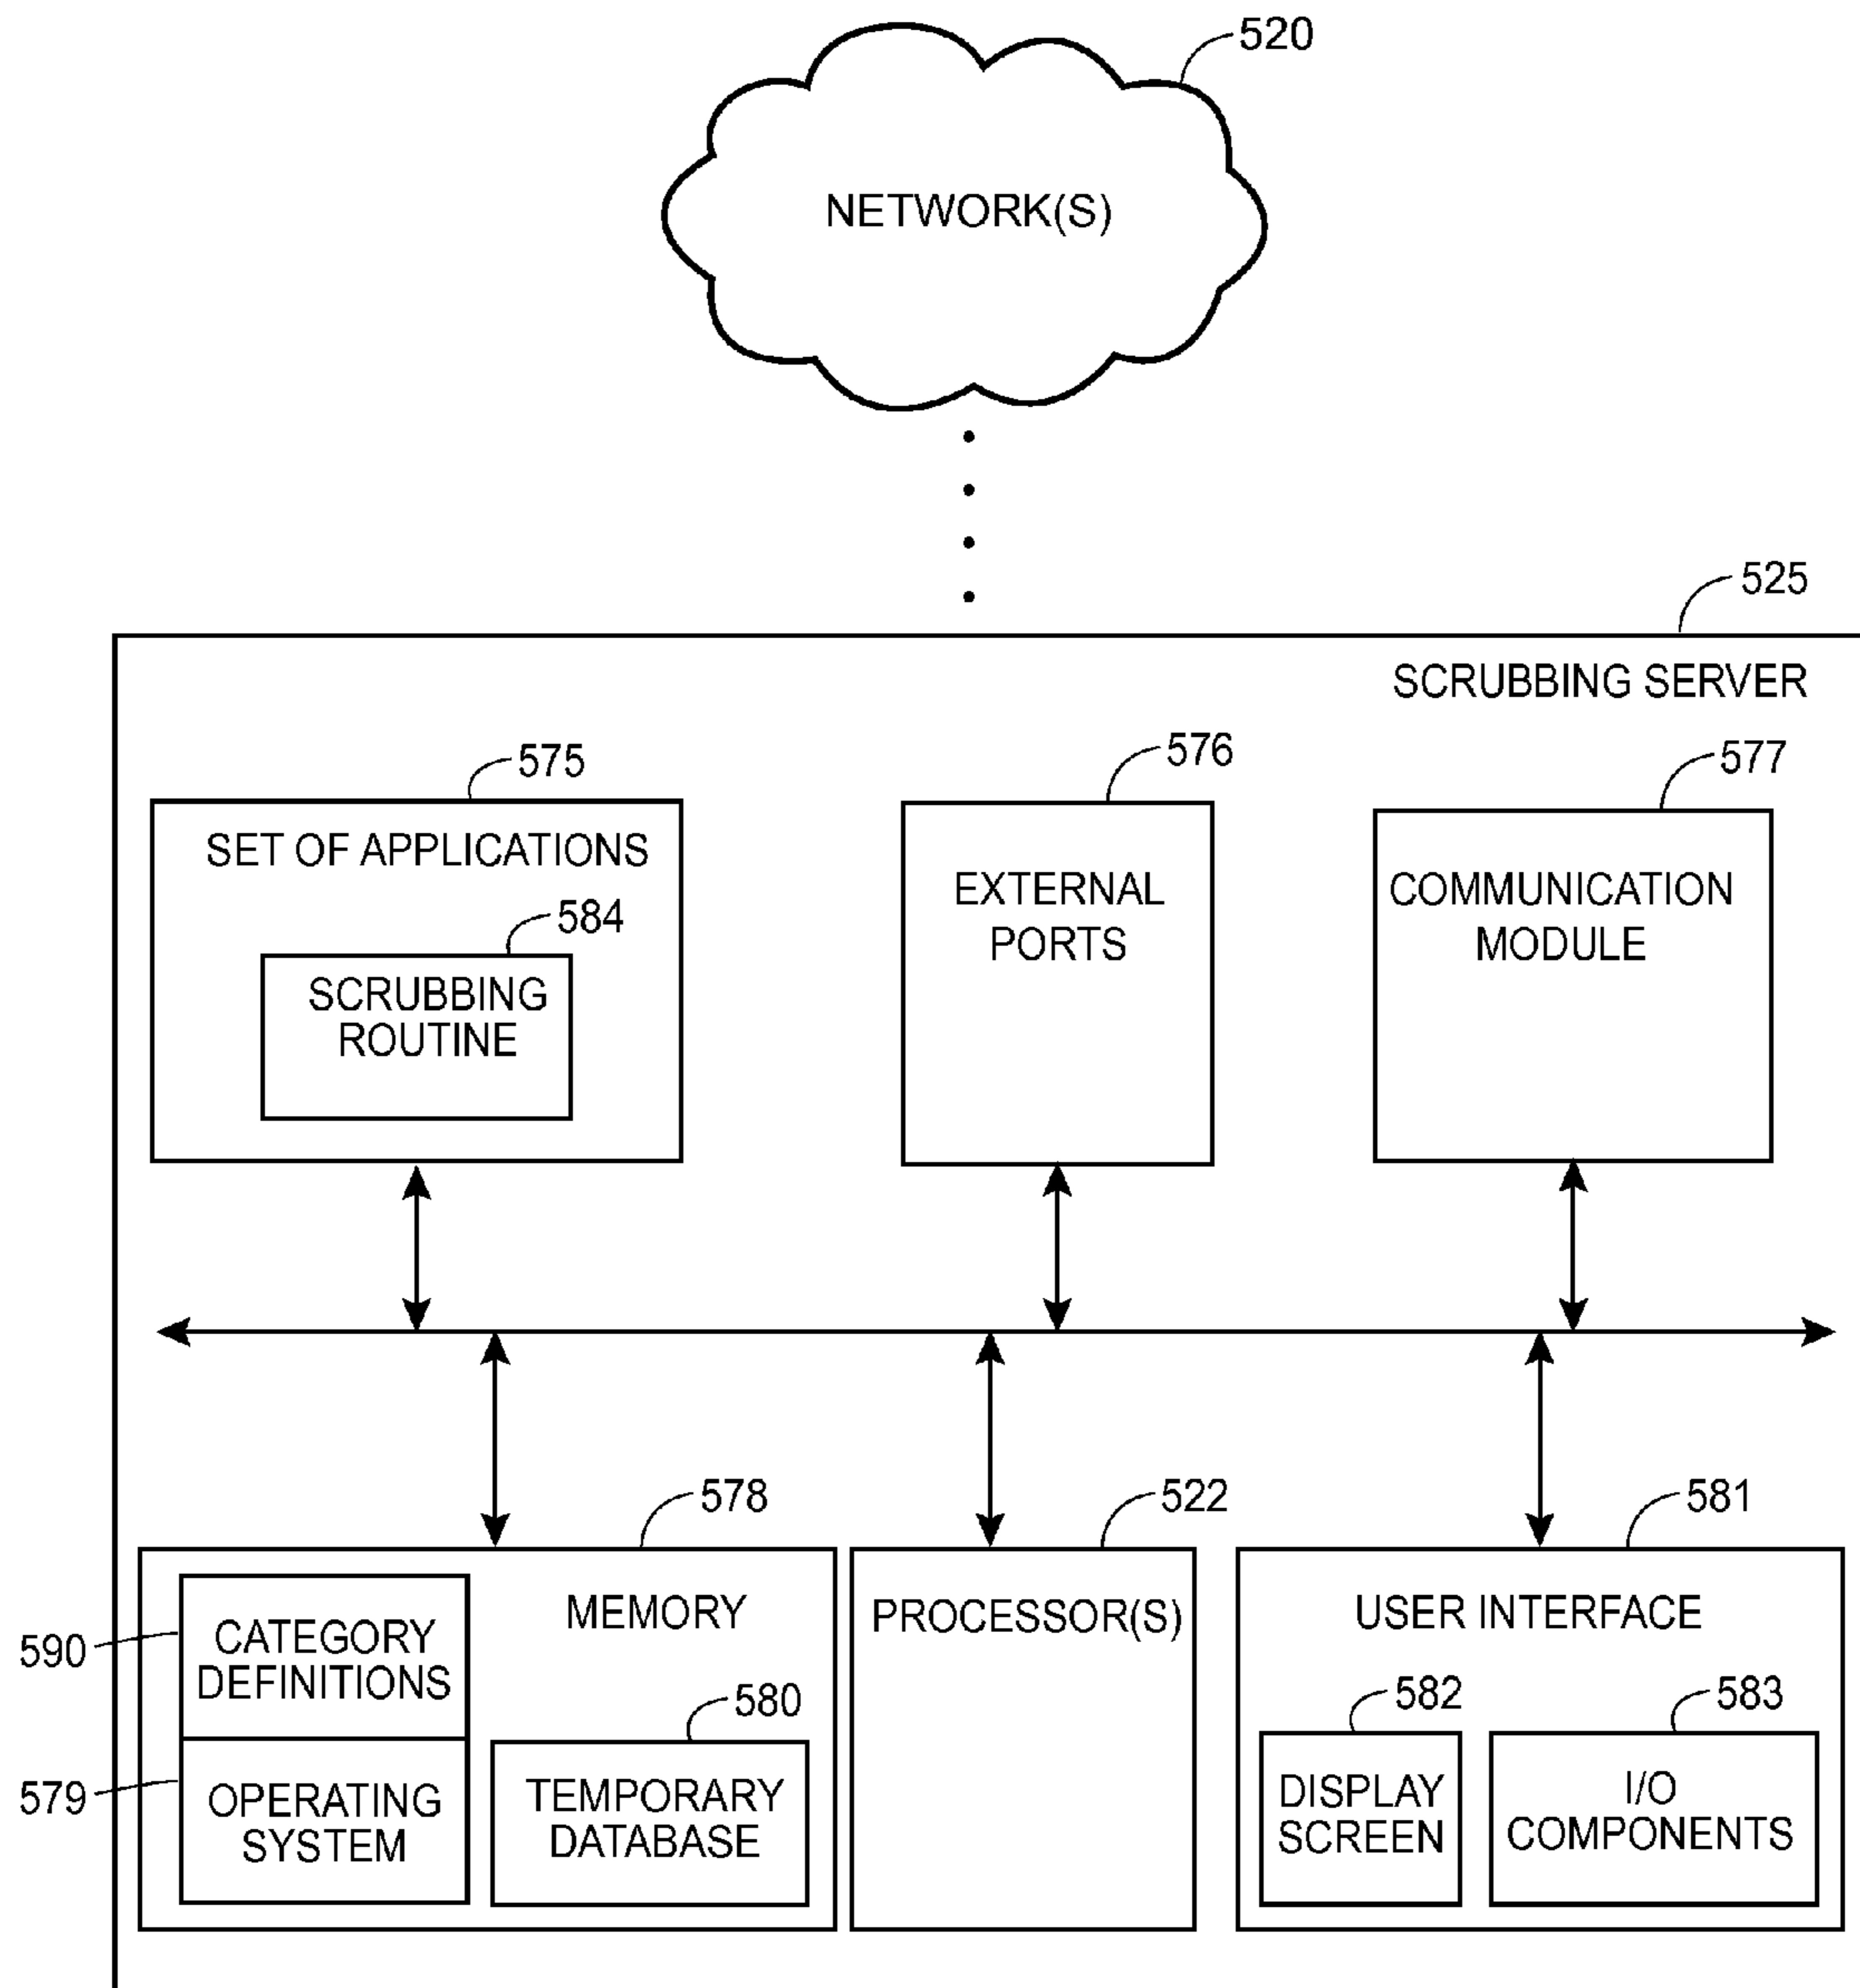 520
NETWORK(S)
525
SCRUBBING SERVER
575
576
577
SET OF APPLICATIONS
584
SCRUBBING
ROUTINE
EXTERNAL
PORTS
COMMUNICATION
MODULE
578
522
581
590
CATEGORY
DEFINITIONS
MEMORY
580
579
OPERATING
SYSTEM
TEMPORARY
DATABASE
PROCESSOR(S)
USER INTERFACE
582
583
DISPLAY
SCREEN
I/O
COMPONENTS